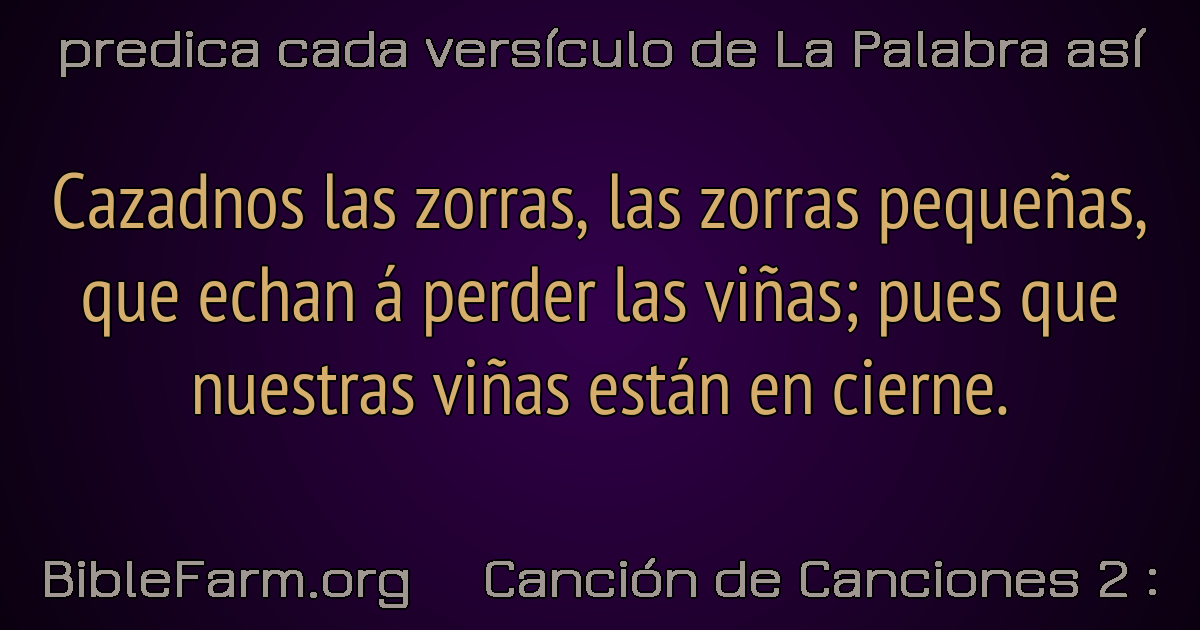 predica cada versículo de La Palabra así
Cazadnos las zorras, las zorras pequeñas,
que echan á perder las viñas; pues que
nuestras viñas están en cierne.
BibleFarm.org Canción de Canciones 2 :